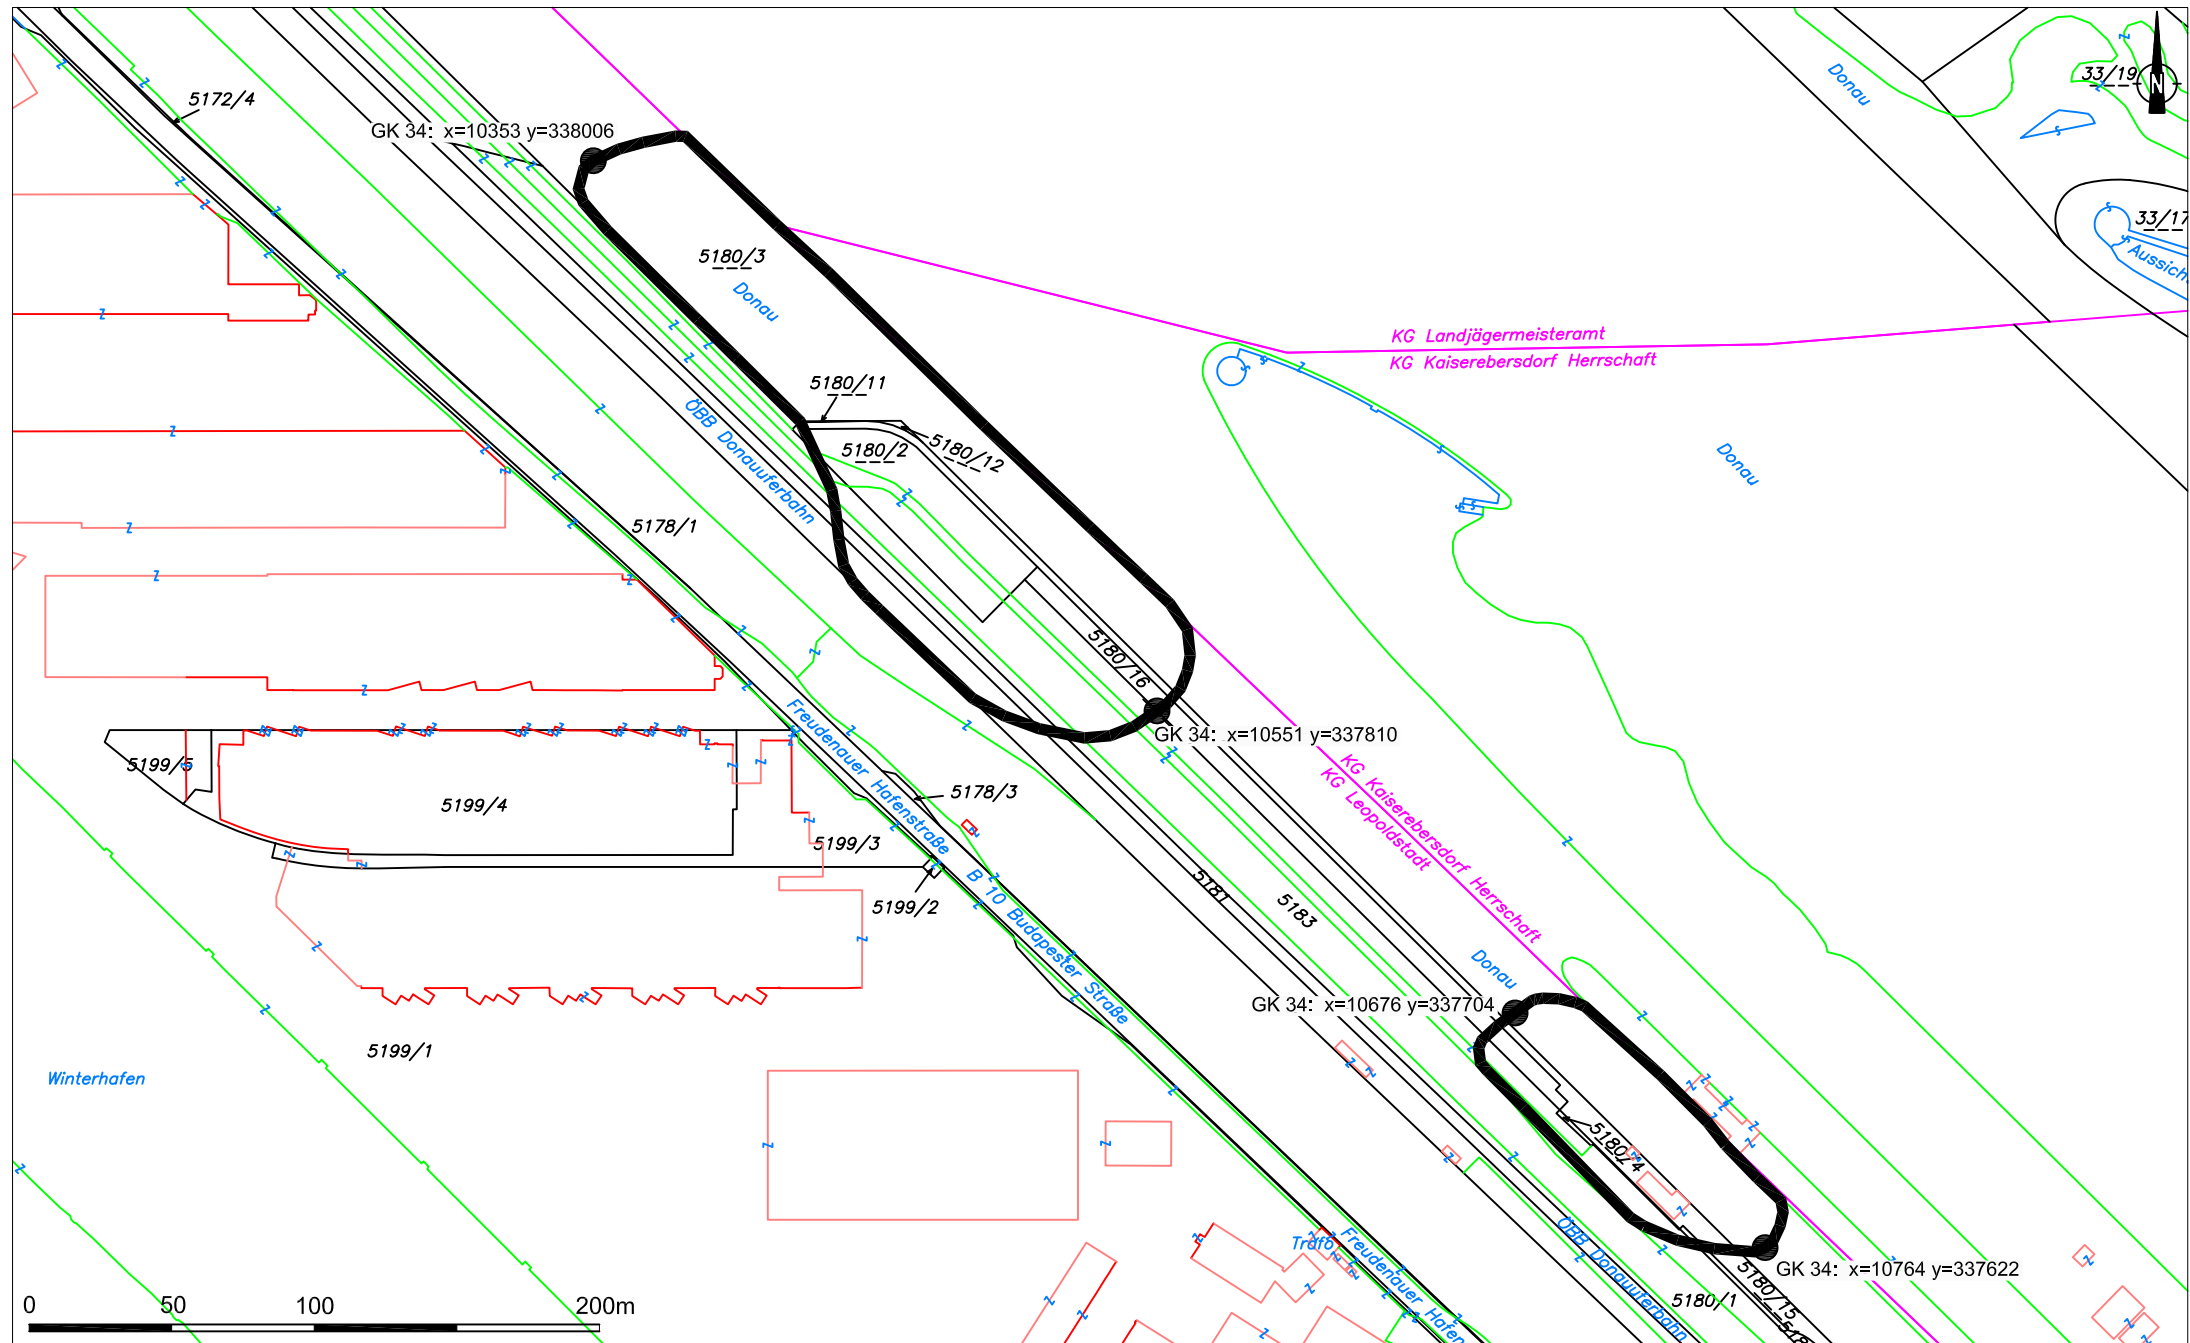 5172/4
GK 34: x=10353 y=338006
Donau
33/19
N
33/17
Aussich
5180/3
Donau
KG Landjägermeisteramt
KG Kaiserebersdorf Herrschaft
5180/11
5180/12
5180/2
ÖBB Donauuferbahn
Donau
5178/1
5180/16
GK 34: x=10551 y=337810
Freudenauer Hafenstraße
5199/5
5199/4
5178/3
5199/3
KG Kaiserebersdorf Herrschaft
KG Leopoldstadt
5199/2
B 10 Budapester Straße
5181
5183
Donau
GK 34: x=10676 y=337704
5199/1
Winterhafen
5180/4
Trafo
Freudenauer Hafen
ÖBB Donauuferbahn
GK 34: x=10764 y=337622
5180/15
5180/1
0 50 100 200m